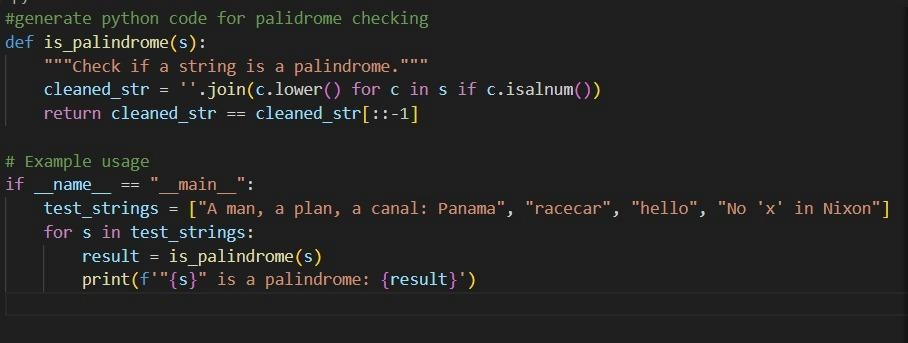 #generate python code for palidrome checking
def is_palindrome(s):
    """Check if a string is a palindrome."""
    cleaned_str = ''.join(c.lower() for c in s if c.isalnum())
    return cleaned_str == cleaned_str[::-1]
# Example usage
if __name__ == "__main__":
    test_strings = ["A man, a plan, a canal: Panama", "racecar", "hello", "No 'x' in Nixon"]
    for s in test_strings:
        result = is_palindrome(s)
        print(f'"{s}" is a palindrome: {result}')